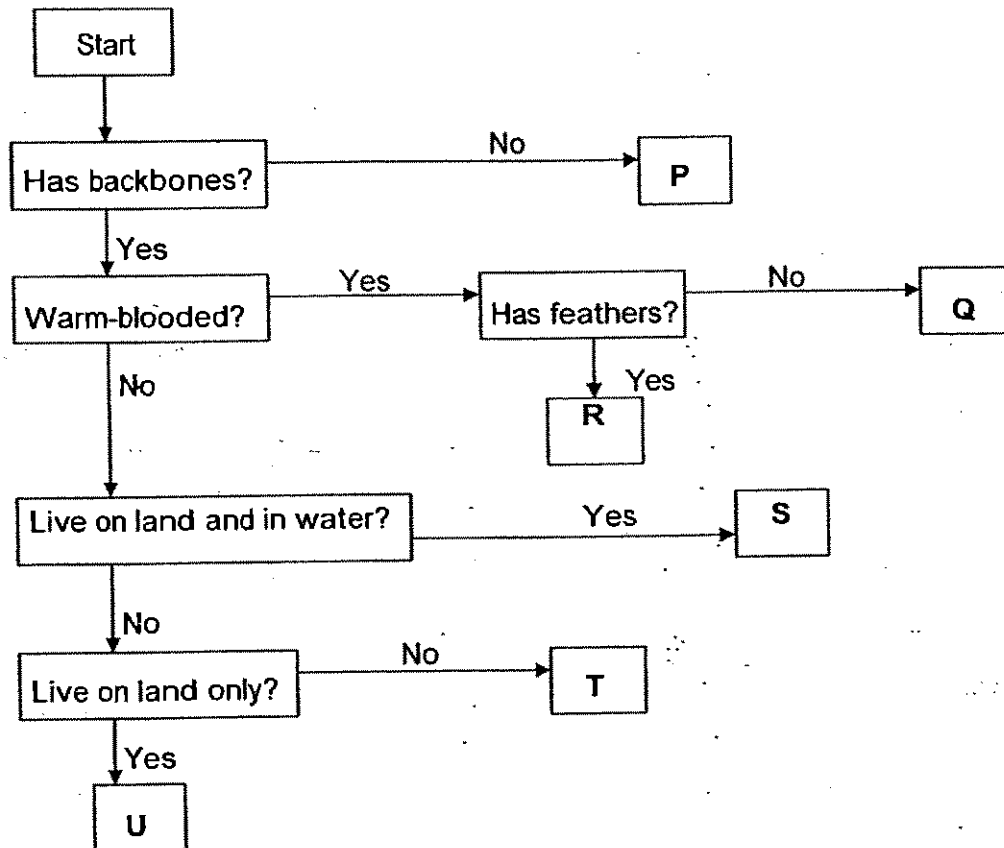 Start
Has backbones?
No
P
Yes
Warm-blooded?
Yes
Has feathers?
No
Q
No
Yes
R
Live on land and in water?
Yes
S
No
Live on land only?
No
T
Yes
U